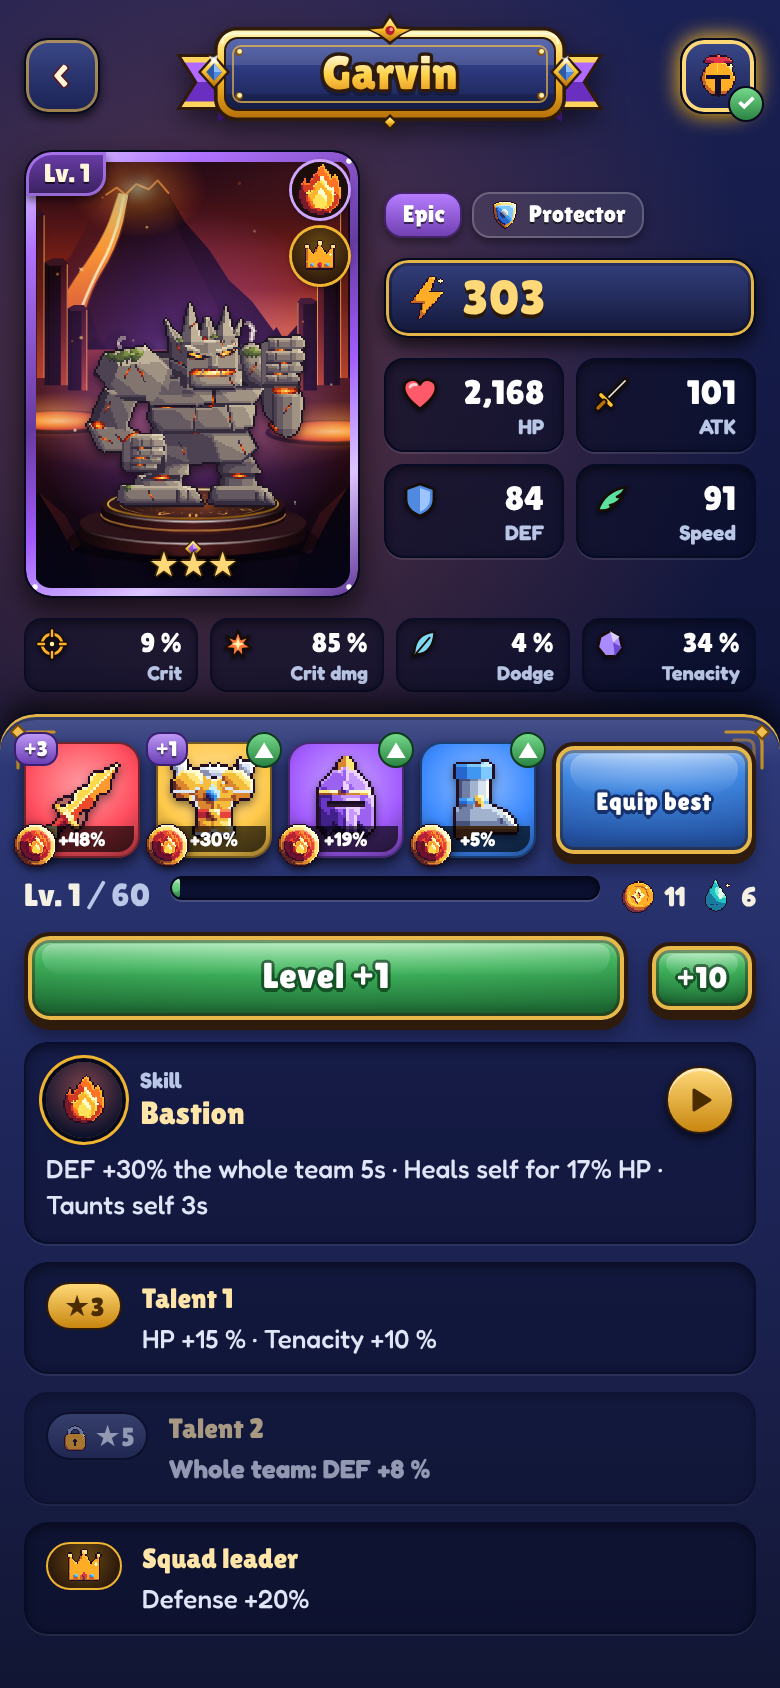 Garvin
Lv. 1
Epic
Protector
303
2,168
HP
101
ATK
84
DEF
91
Speed
9 %
Crit
85 %
Crit dmg
4 %
Dodge
34 %
Tenacity
+3
+48%
+1
+30%
+19%
+5%
Equip best
Lv. 1 / 60
11
6
Level +1
+10
Skill
Bastion
DEF +30% the whole team 5s · Heals self for 17% HP ·
Taunts self 3s
★3
Talent 1
HP +15 % · Tenacity +10 %
★5
Talent 2
Whole team: DEF +8 %
Squad leader
Defense +20%